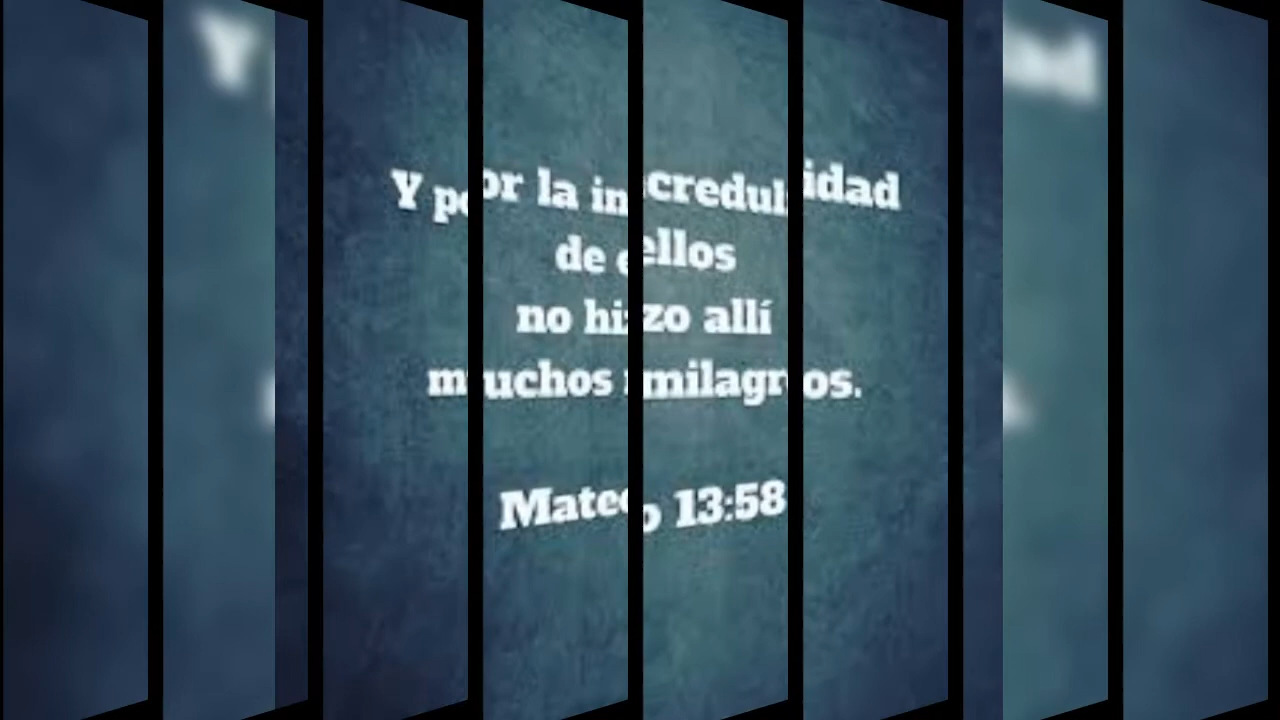 Y por la incredulidad
de ellos
no hizo allí
muchos milagros.
Mateo 13:58